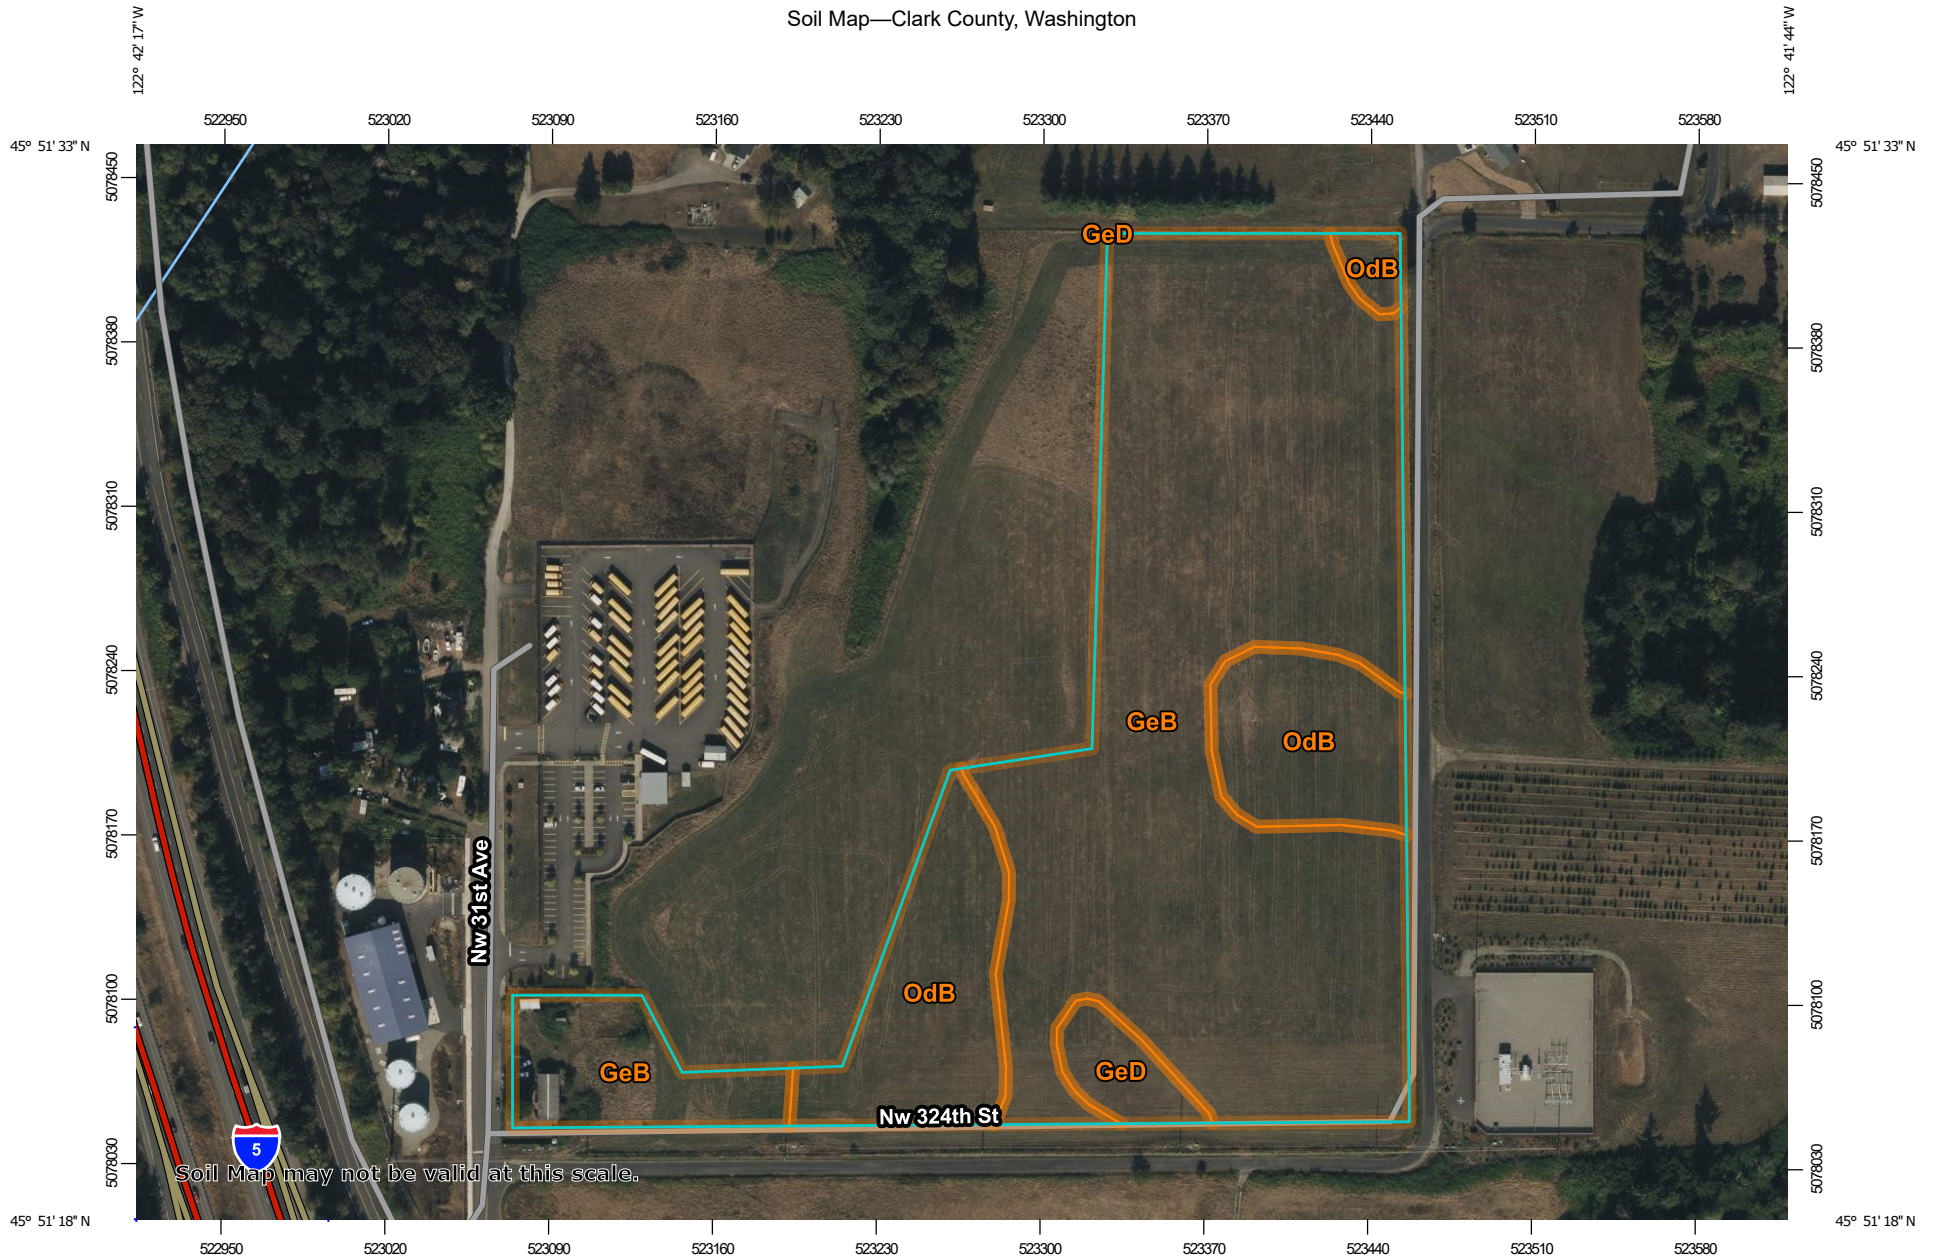 Soil Map—Clark County, Washington
122° 42' 17" W
122° 41' 44" W
522950 523020 523090 523160 523230 523300 523370 523440 523510 523580
45° 51' 33" N
45° 51' 33" N
5078450
5078450
GeD
OdB
5078380
5078380
5078310
5078310
5078240
5078240
GeB
OdB
5078170
5078170
Nw 31st Ave
OdB
5078100
5078100
GeB
GeD
Nw 324th St
5
Soil Map may not be valid at this scale.
5078030
5078030
45° 51' 18" N
45° 51' 18" N
522950 523020 523090 523160 523230 523300 523370 523440 523510 523580